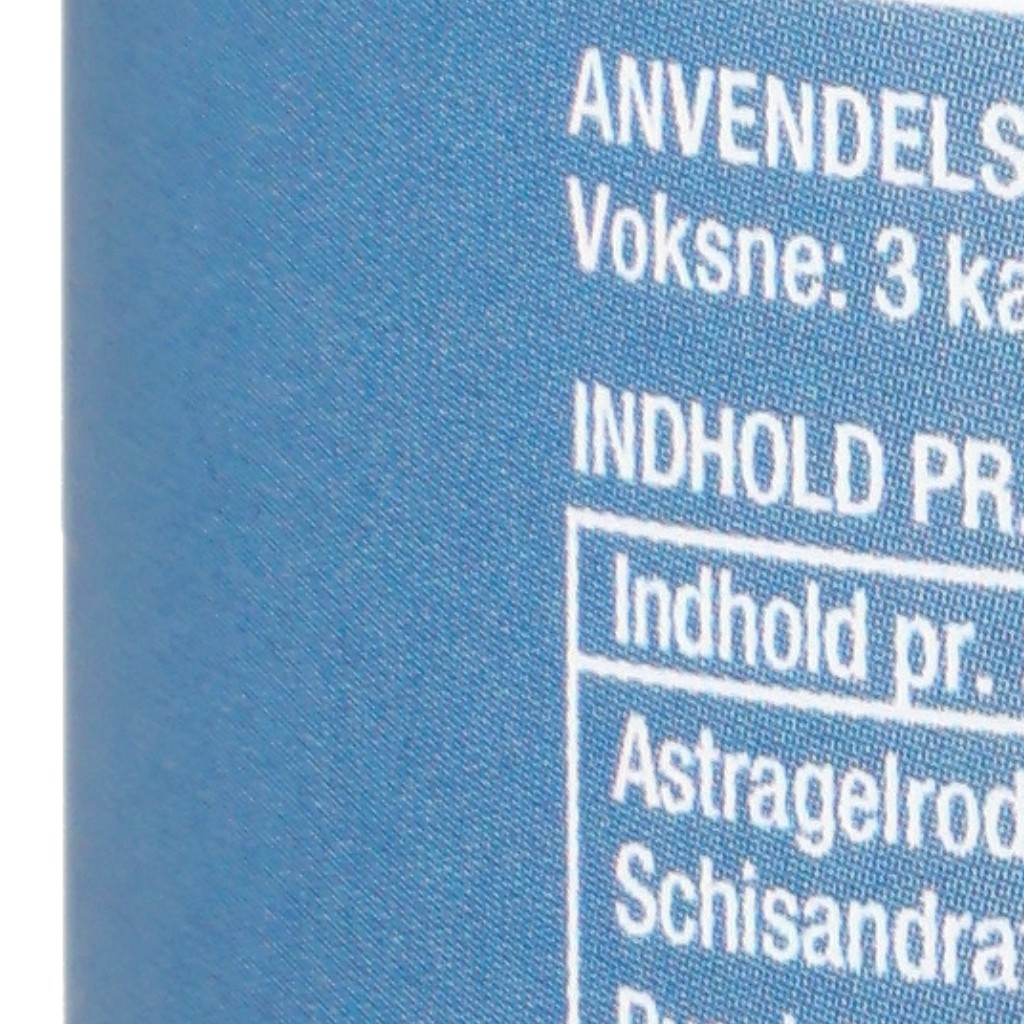 ANVENDELS
Voksne: 3 ka
INDHOLD PR.
Indhold pr.
Astragelrod
Schisandra